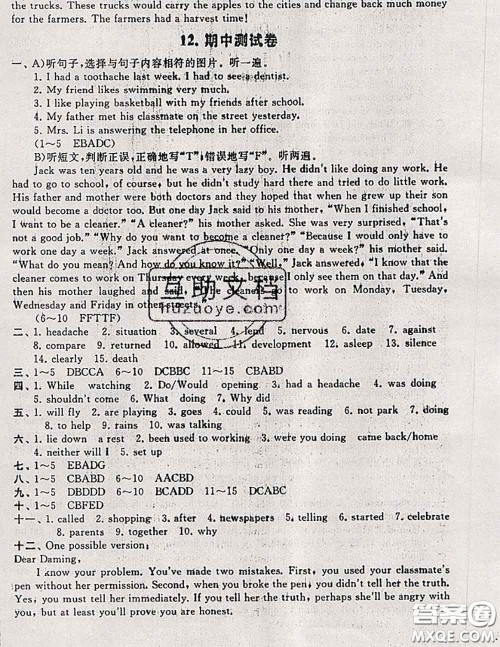 the trucks. These trucks would carry the apples to the cities and change back much money
for the farmers. The farmers had a harvest time!
12. 期中测试卷
一、A)听句子,选择与句子内容相符的图片。听一遍。
1. I had a toothache last week. I had to see a dentist.
2. My friend likes swimming very much.
3. I like playing basketball with my friends after school.
4. My father met his classmate on the street yesterday.
5. Mrs. Li is answering the telephone in her office.
(1～5 EBADC)
B)听短文,判断正误,正确地写"T",错误地写"F"。听两遍。
Jack was ten years old and he was a very lazy boy. He didn't like doing any work. He
had to go to school, of course, but he didn't study hard there and tried to do little work.
His father and mother were both doctors and they hoped that when he grew up their son
would become a doctor too. But one day Jack said to his mother, "When I finished school,
I want to be a cleaner." "A cleaner?" his mother asked. She was very surprised, "That's
not a good job." "Why do you want to become a cleaner?" "Because I would only have to
work one day a week." Jack answered at once. "Only one day a week?" his mother said.
"What do you mean? And how do you know it?" "Well," Jack answered, "I know that the
cleaner comes to work on Thursday every week, because I only see them on that day." And
then his mother laughed and said, "The cleaners go to work on Monday, Tuesday,
Wednesday and Friday in other streets."
(6～10 FFTTF)
二、1. headache 2. situation 3. several 4. lend 5. nervous 6. date 7. against
8. compare 9. returned 10. allowed 11. development 12. asleep 13. silence
14. clearly 15. death
三、1～5 DBCCA 6～10 DCBBC 11～15 CBABD
四、1. While watching 2. Do/Would opening 3. had a headache 4. was doing
5. shouldn't come 6. What doing 7. Why did
五、1. will fly 2. are playing 3. could 4. was reading 5. not park 6. doing
7. to help 8. rains 9. to buy 10. was talking
六、1. lie down a rest 2. been used to working 3. were you doing came back/home
4. neither will I 5. set up
七、1～5 EBADG
八、1～5 CBABD 6～10 AACBD
九、1～5 DBDDD 6～10 BCADD 11～15 DCABC
十、1～5 CBFED
十一、1. called 2. shopping 3. after 4. newspapers 5. telling 6. started 7. celebrate
8. parents 9. together 10. why
十二、One possible version:
Dear Daming,
I know your problem. You've made two mistakes. First, you used your classmate's
pen without her permission. Second, when you broke the pen, you didn't tell her the truth.
Yes, you must tell her immediately. If you tell her the truth, perhaps she'll be angry with
you, but at least you'll prove you are honest.
互助文档
huzuoye.com
答案圈
MXQE.COM